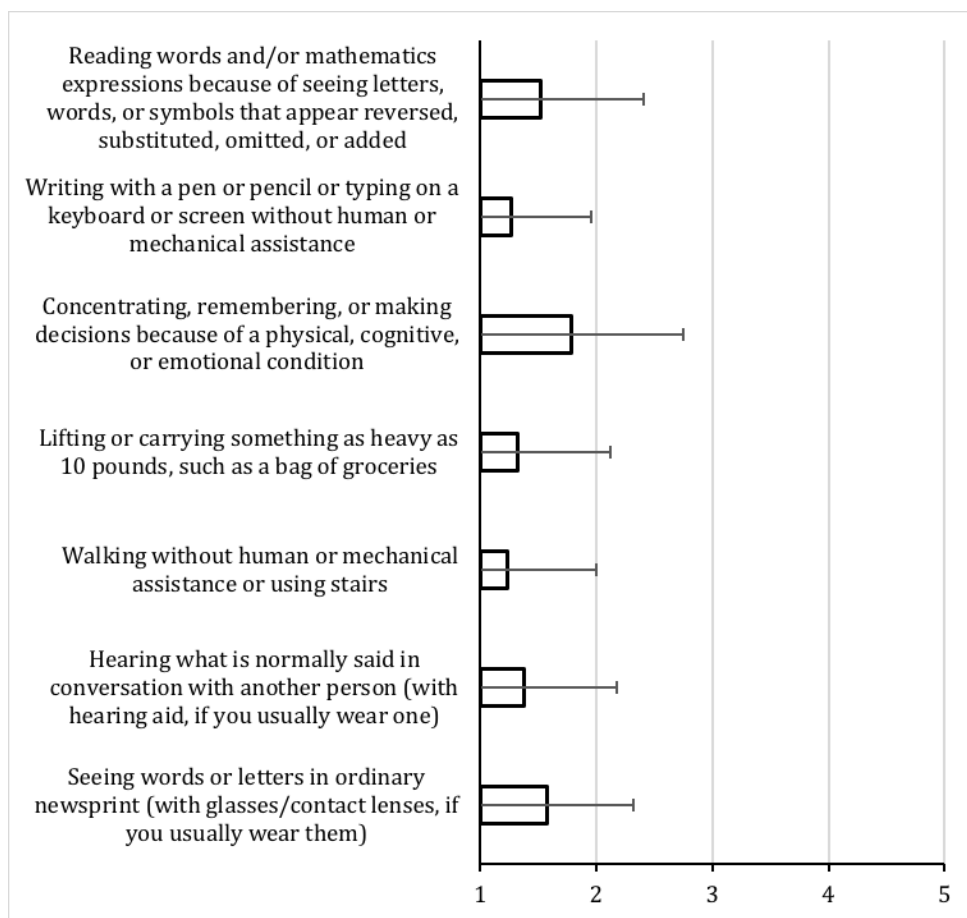 Reading words and/or mathematics
expressions because of seeing letters,
words, or symbols that appear reversed,
substituted, omitted, or added
Writing with a pen or pencil or typing on a
keyboard or screen without human or
mechanical assistance
Concentrating, remembering, or making
decisions because of a physical, cognitive,
or emotional condition
Lifting or carrying something as heavy as
10 pounds, such as a bag of groceries
Walking without human or mechanical
assistance or using stairs
Hearing what is normally said in
conversation with another person (with
hearing aid, if you usually wear one)
Seeing words or letters in ordinary
newsprint (with glasses/contact lenses, if
you usually wear them)
1 2 3 4 5